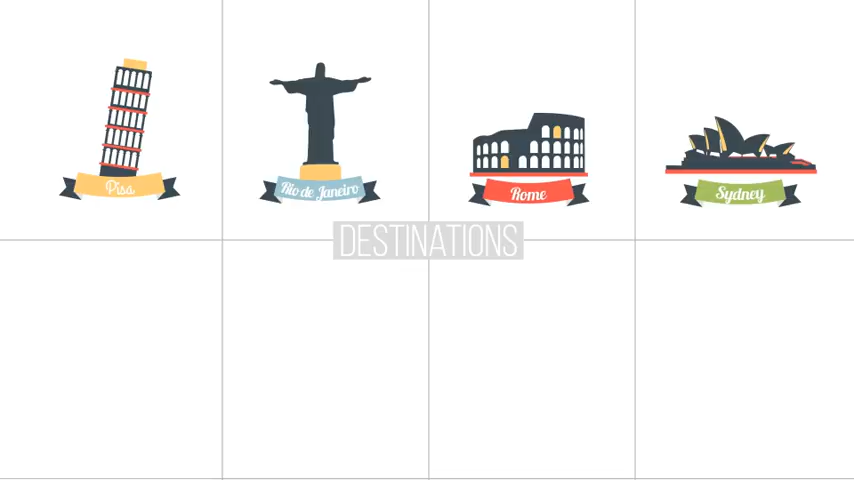 Pisa
Rio de Janeiro
Rome
Sydney
DESTINATIONS